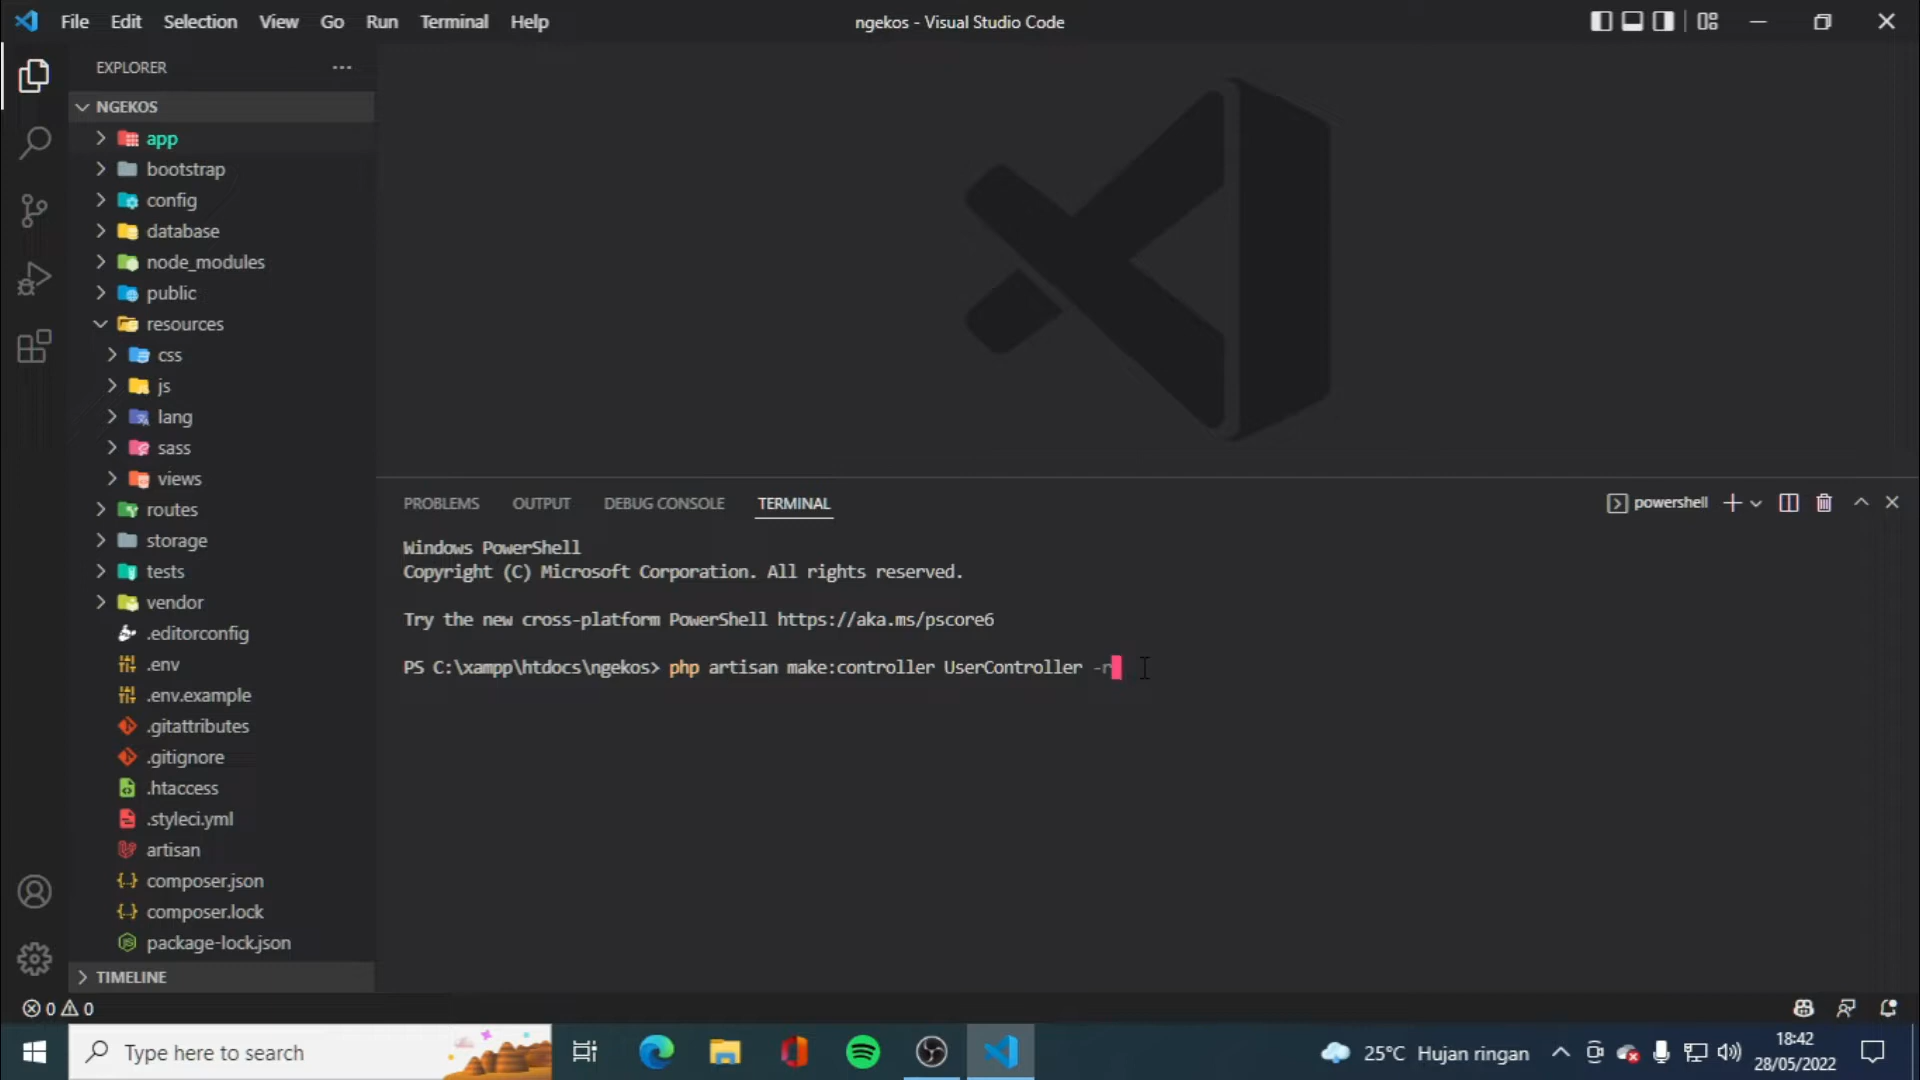 File Edit Selection View Go Run Terminal Help
ngekos - Visual Studio Code
EXPLORER
NGEKOS
app
bootstrap
config
database
node_modules
public
resources
css
js
lang
sass
views
routes
storage
tests
vendor
.editorconfig
.env
.env.example
.gitattributes
.gitignore
.htaccess
.styleci.yml
artisan
composer.json
composer.lock
package-lock.json
TIMELINE
PROBLEMS OUTPUT DEBUG CONSOLE TERMINAL
powershell
Windows PowerShell
Copyright (C) Microsoft Corporation. All rights reserved.
Try the new cross-platform PowerShell https://aka.ms/pscore6
PS C:\xampp\htdocs\ngekos> php artisan make:controller UserController -r
0 0
Type here to search
25°C Hujan ringan
18:42
28/05/2022